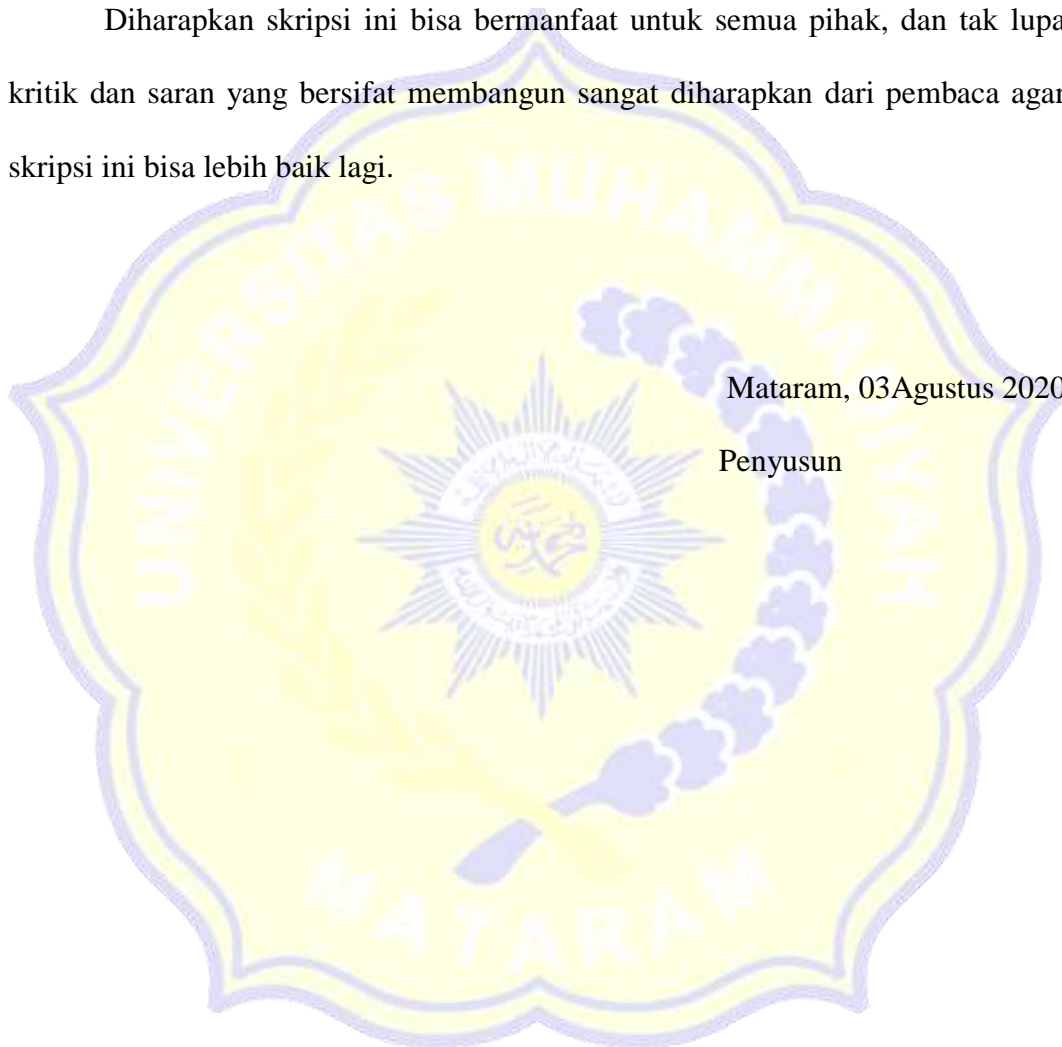 Diharapkan skripsi ini bisa bermanfaat untuk semua pihak, dan tak lupa
kritik dan saran yang bersifat membangun sangat diharapkan dari pembaca agar
skripsi ini bisa lebih baik lagi.
UNIVERSITAS MUHAMMADIYAH
Mataram, 03Agustus 2020
Penyusun
MATARAM